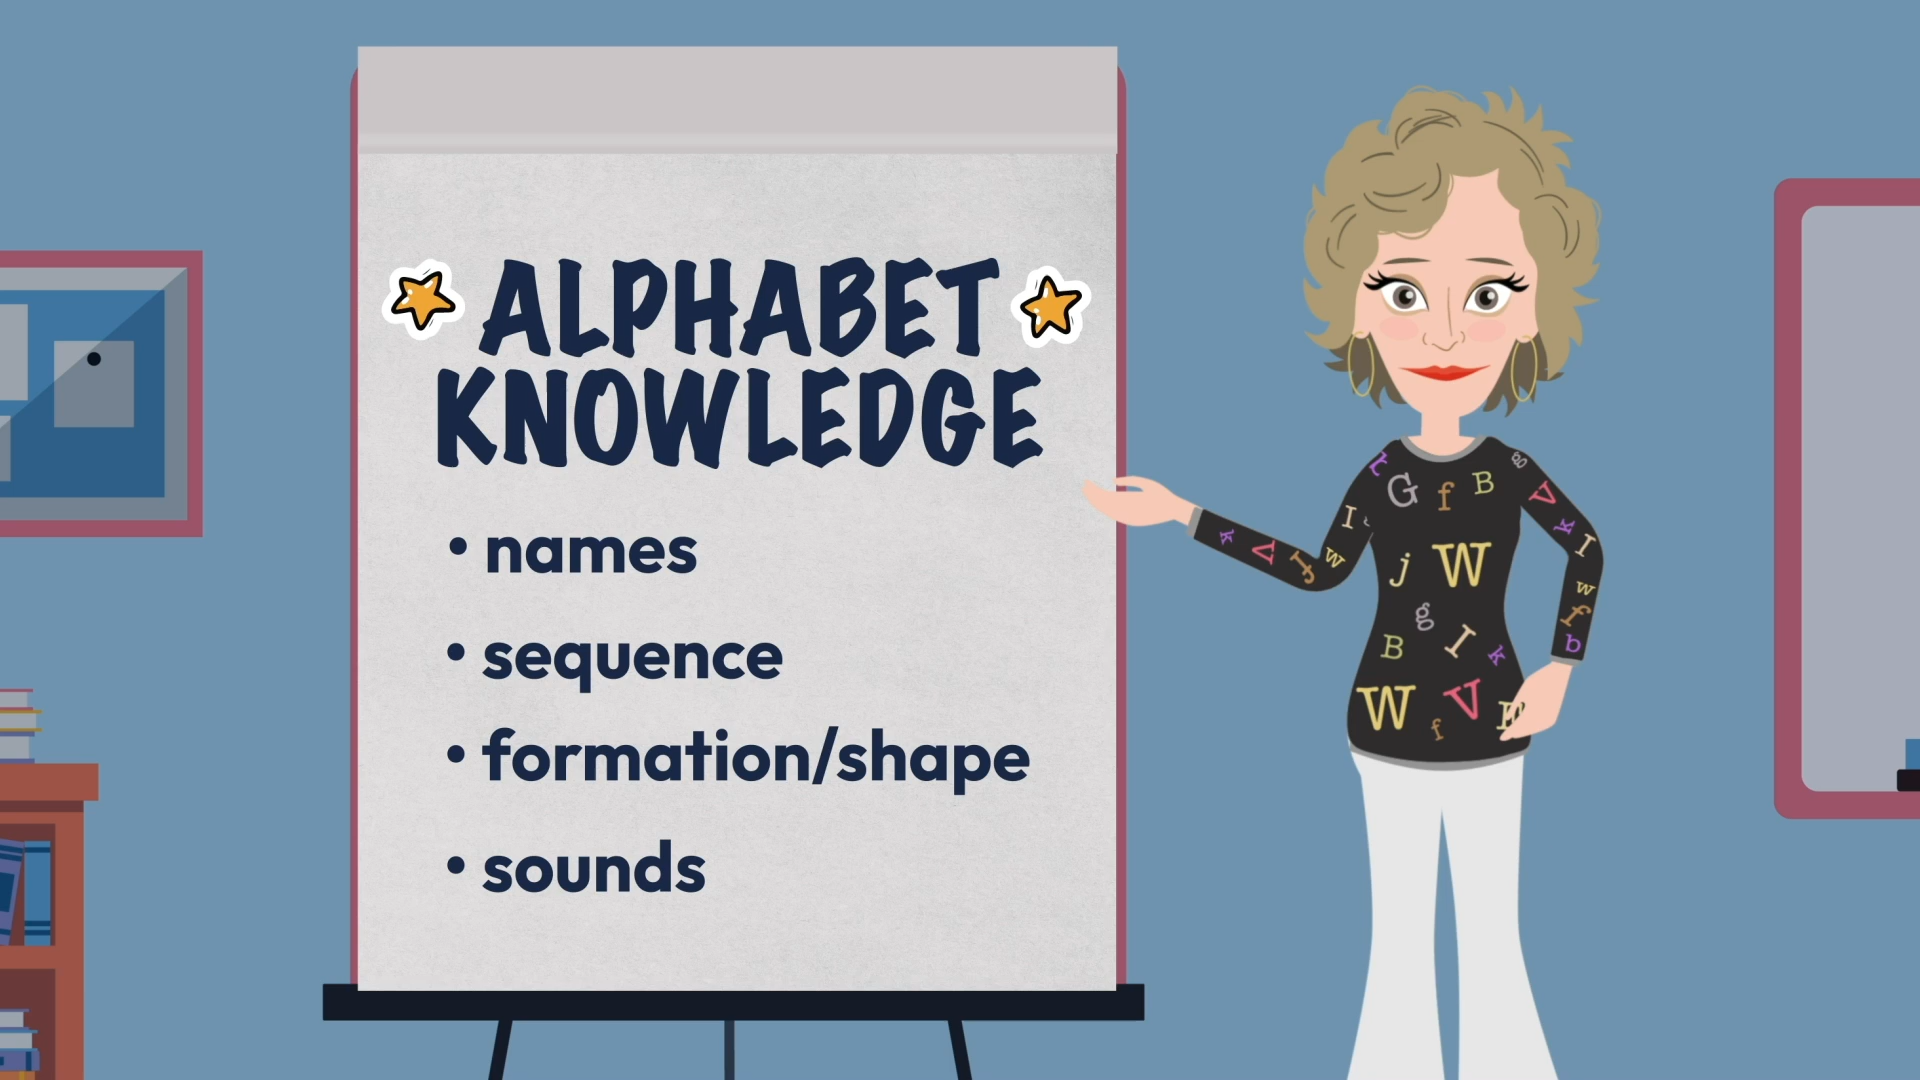 ALPHABET
KNOWLEDGE
• names
• sequence
• formation/shape
• sounds
t G f B g V
k I
I w
k V f w j W f
g b
B I k
W f V